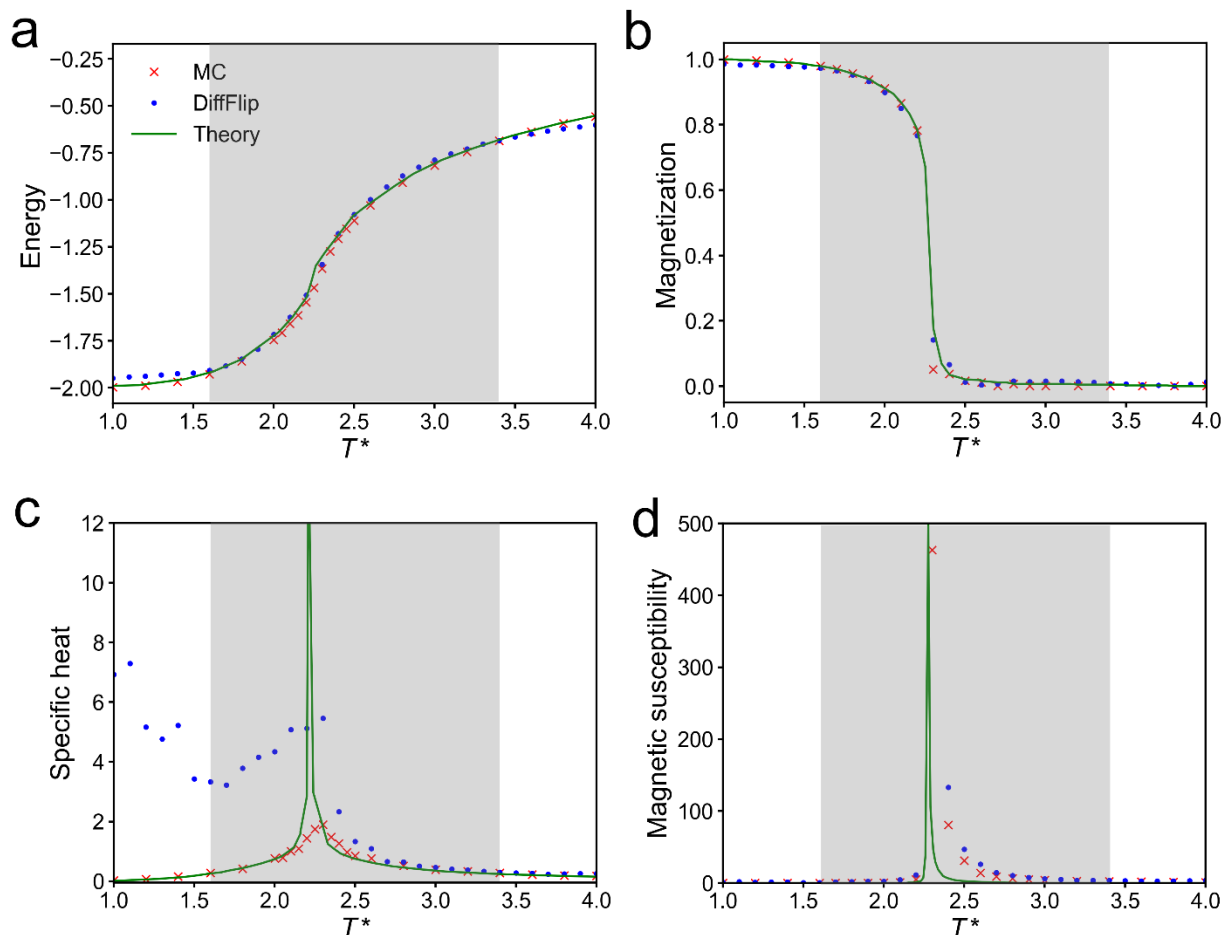 a
−0.25
−0.50
−0.75
−1.00
−1.25
−1.50
−1.75
−2.00
Energy
MC
DiffFlip
Theory
1.0 1.5 2.0 2.5 3.0 3.5 4.0
T*
b
1.0
0.8
0.6
0.4
0.2
0.0
Magnetization
1.0 1.5 2.0 2.5 3.0 3.5 4.0
T*
c
12
10
8
6
4
2
0
Specific heat
1.0 1.5 2.0 2.5 3.0 3.5 4.0
T*
d
500
400
300
200
100
0
Magnetic susceptibility
1.0 1.5 2.0 2.5 3.0 3.5 4.0
T*